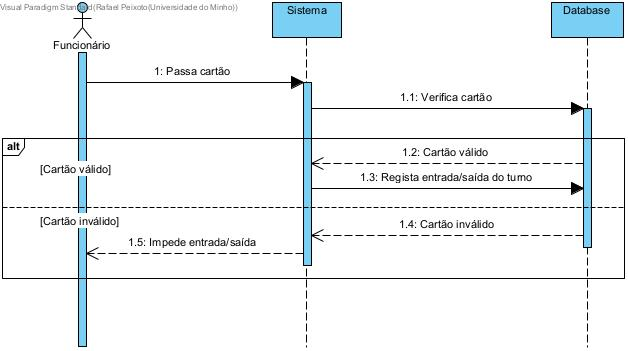 Visual Paradigm Standard(Rafael Peixoto(Universidade do Minho))
Sistema
Database
Funcionário
1: Passa cartão
1.1: Verifica cartão
alt
1.2: Cartão válido
[Cartão válido]
1.3: Regista entrada/saída do turno
[Cartão inválido]
1.4: Cartão inválido
1.5: Impede entrada/saída